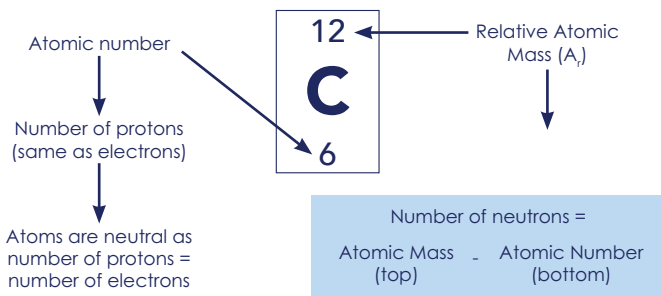 Atomic number
Number of protons
(same as electrons)
Atoms are neutral as
number of protons =
number of electrons
12
C
6
Relative Atomic
Mass (Aᵣ)
Number of neutrons =
Atomic Mass - Atomic Number
(top) (bottom)